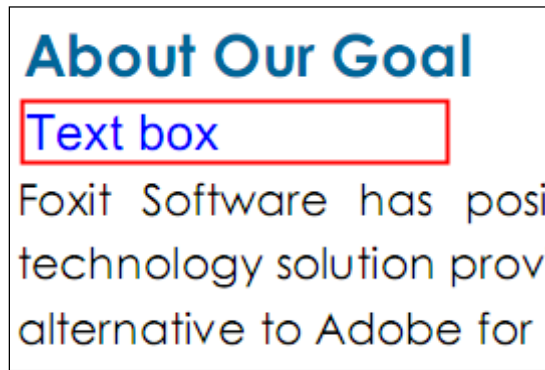 About Our Goal
Text box
Foxit Software has posi
technology solution prov
alternative to Adobe for